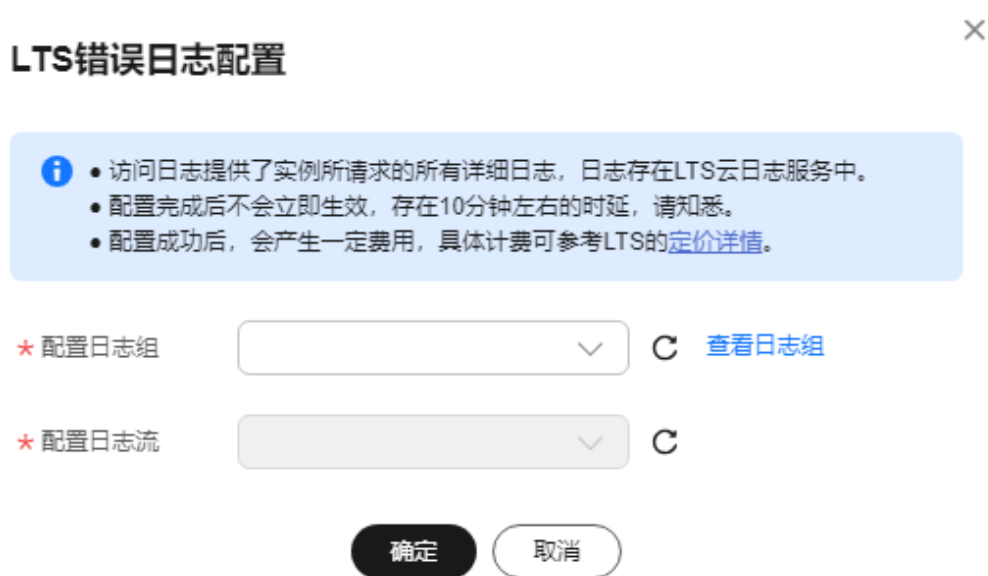 LTS错误日志配置
● 访问日志提供了实例所请求的所有详细日志，日志存在LTS云日志服务中。
● 配置完成后不会立即生效，存在10分钟左右的时延，请知悉。
● 配置成功后，会产生一定费用，具体计费可参考LTS的定价详情。
* 配置日志组 查看日志组
* 配置日志流
确定 取消